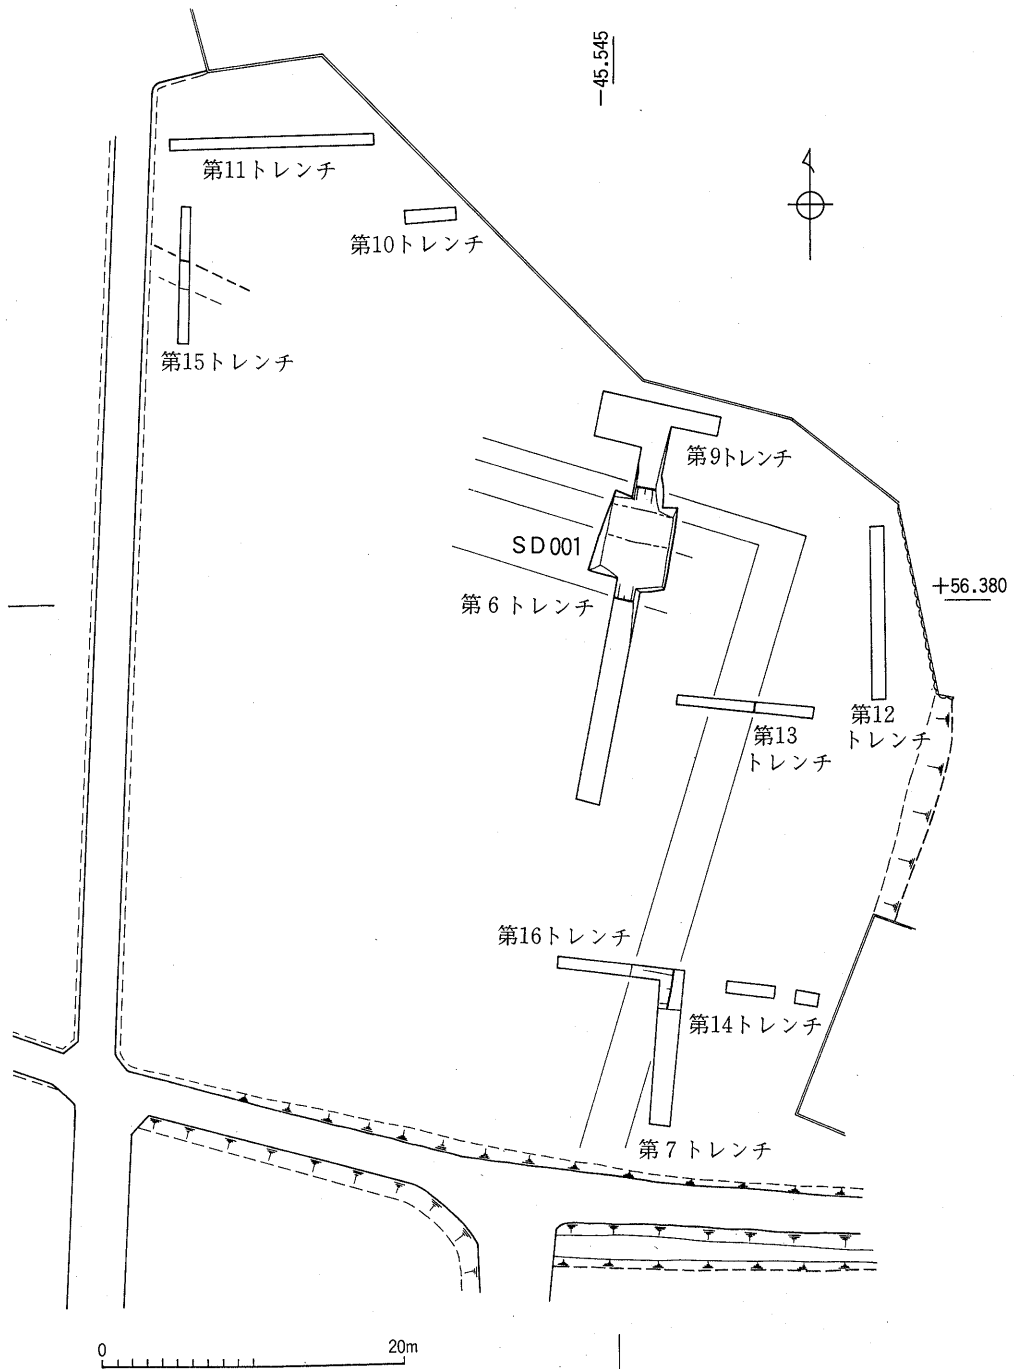 −45.545
第11トレンチ
第10トレンチ
第15トレンチ
第9トレンチ
SD001
第6トレンチ
+56.380
第12
トレンチ
第13
トレンチ
第16トレンチ
第14トレンチ
第7トレンチ
0
20m